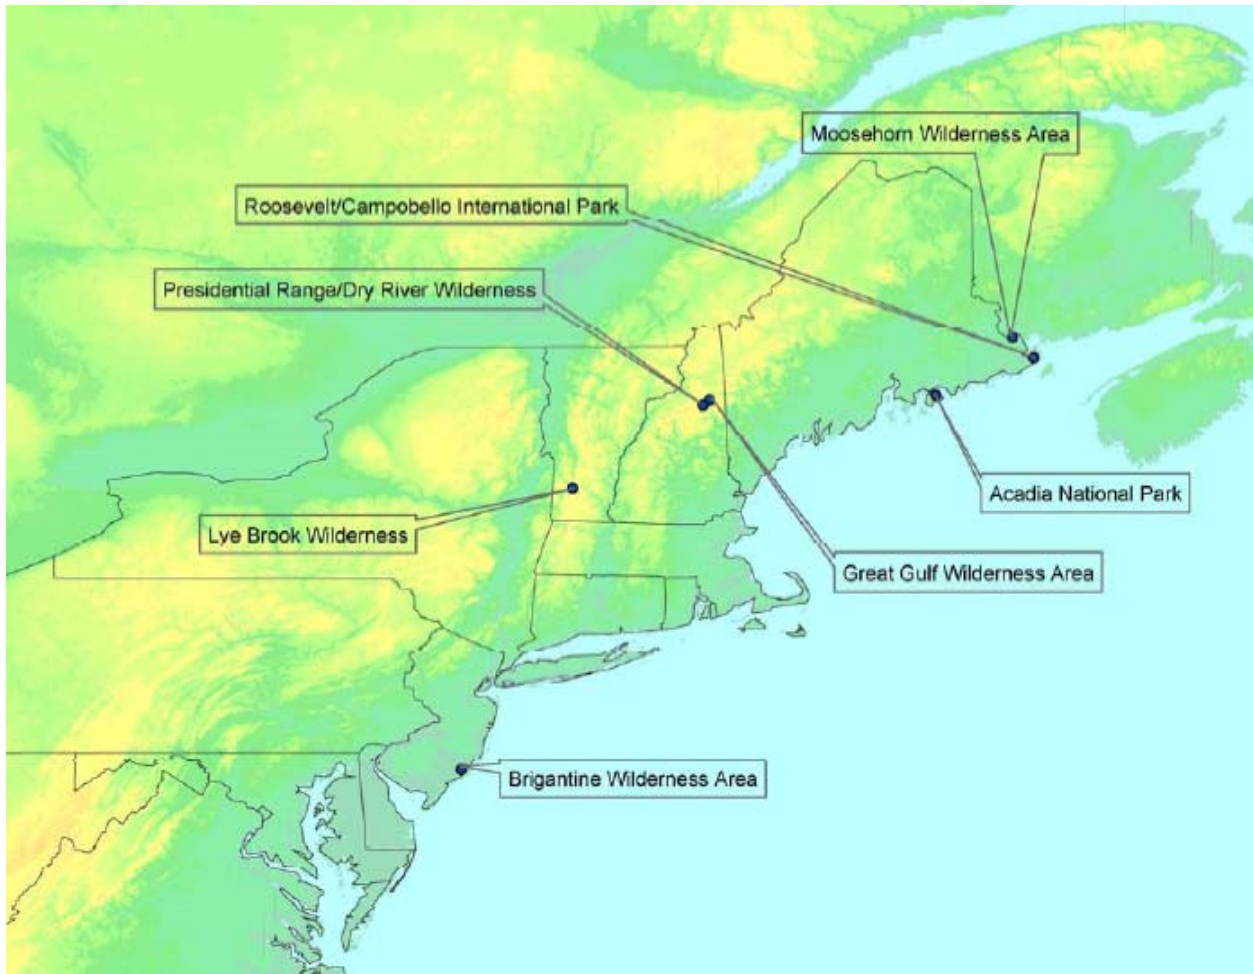 Moosehorn Wilderness Area
Roosevelt/Campobello International Park
Presidential Range/Dry River Wilderness
Acadia National Park
Lye Brook Wilderness
Great Gulf Wilderness Area
Brigantine Wilderness Area